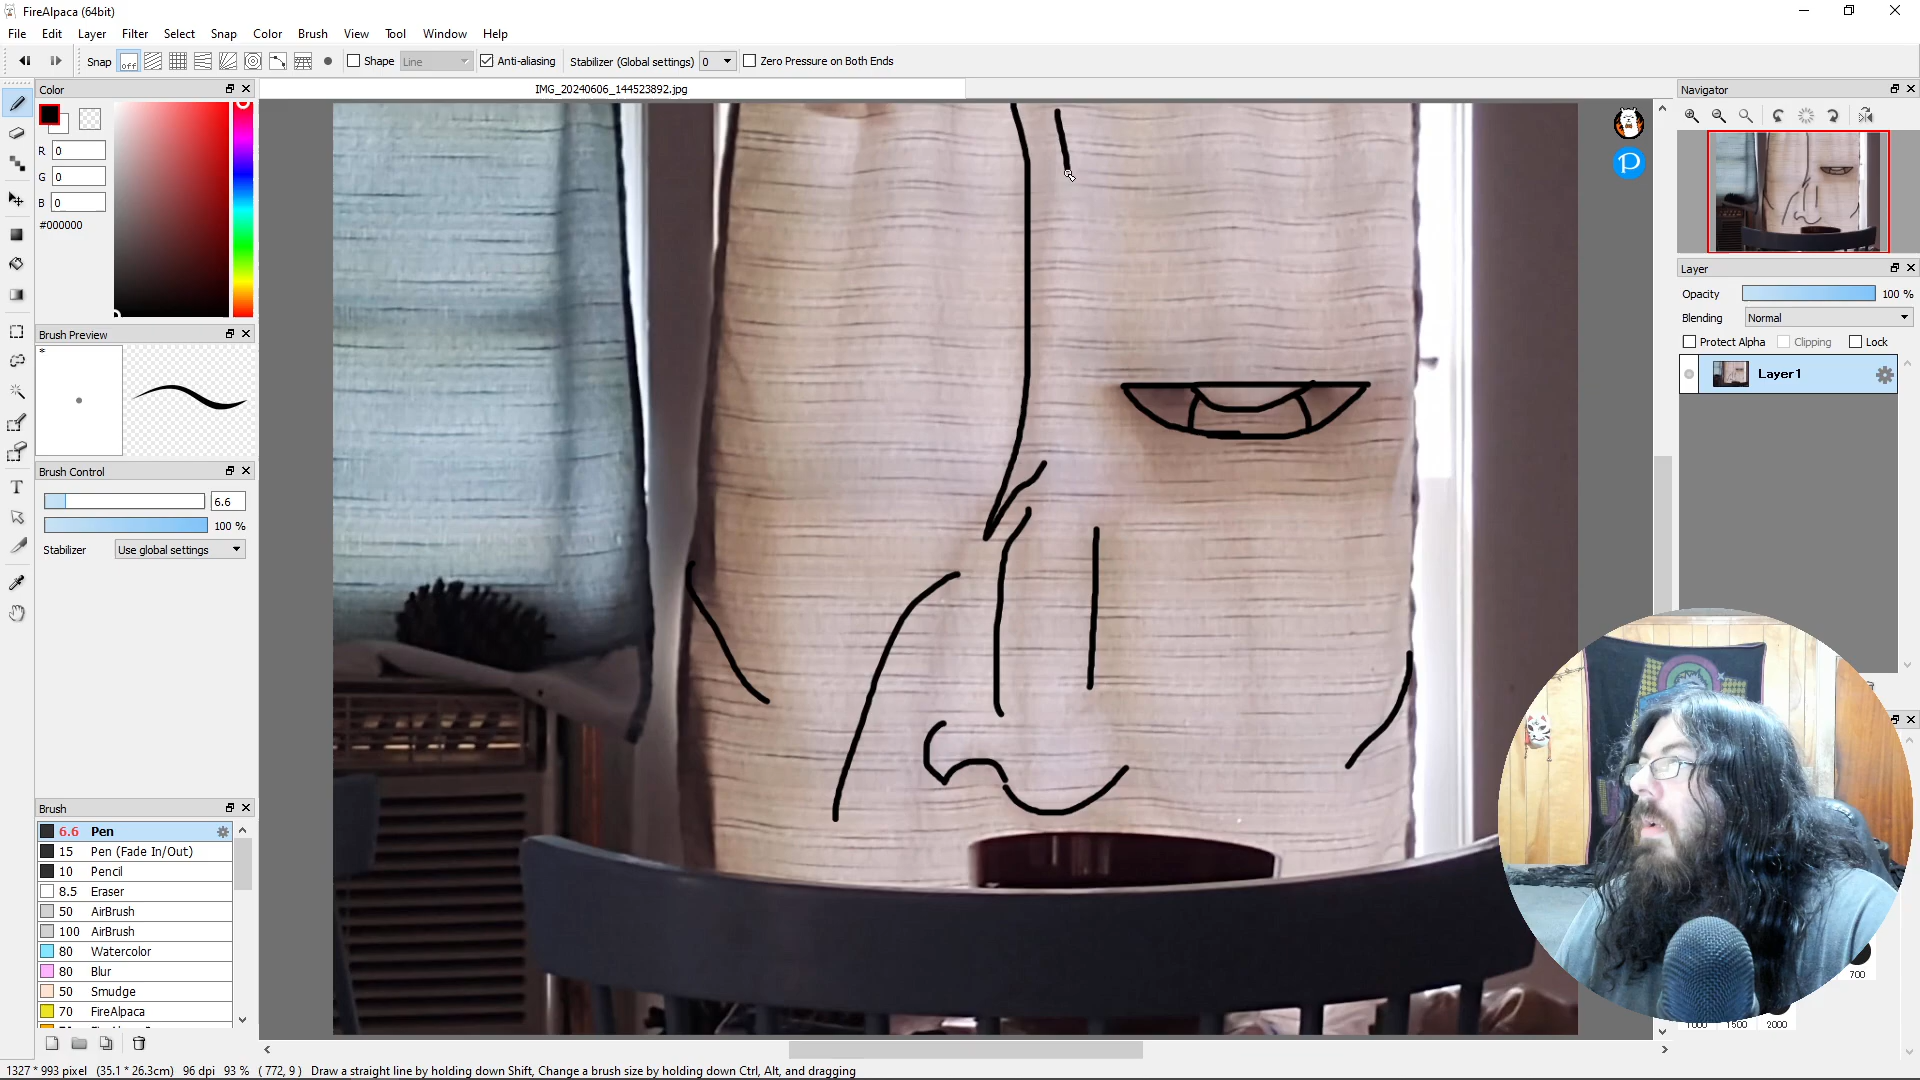 FireAlpaca (64bit)
File Edit Layer Filter Select Snap Color Brush View Tool Window Help
Snap off Shape Line Anti-aliasing Stabilizer (Global settings) 0 Zero Pressure on Both Ends
Color
IMG_20240606_144523892.jpg
Navigator
R 0
G 0
B 0
#000000
Layer
Opacity 100 %
Blending Normal
Protect Alpha Clipping Lock
Layer1
Brush Preview
*
Brush Control
6.6
100 %
Stabilizer Use global settings
Brush
6.6 Pen
15 Pen (Fade In/Out)
10 Pencil
8.5 Eraser
50 AirBrush
100 AirBrush
80 Watercolor
80 Blur
50 Smudge
70 FireAlpaca
700
1000 1500 2000
1327 * 993 pixel (35.1 * 26.3cm) 96 dpi 93 % ( 772, 9 ) Draw a straight line by holding down Shift, Change a brush size by holding down Ctrl, Alt, and dragging